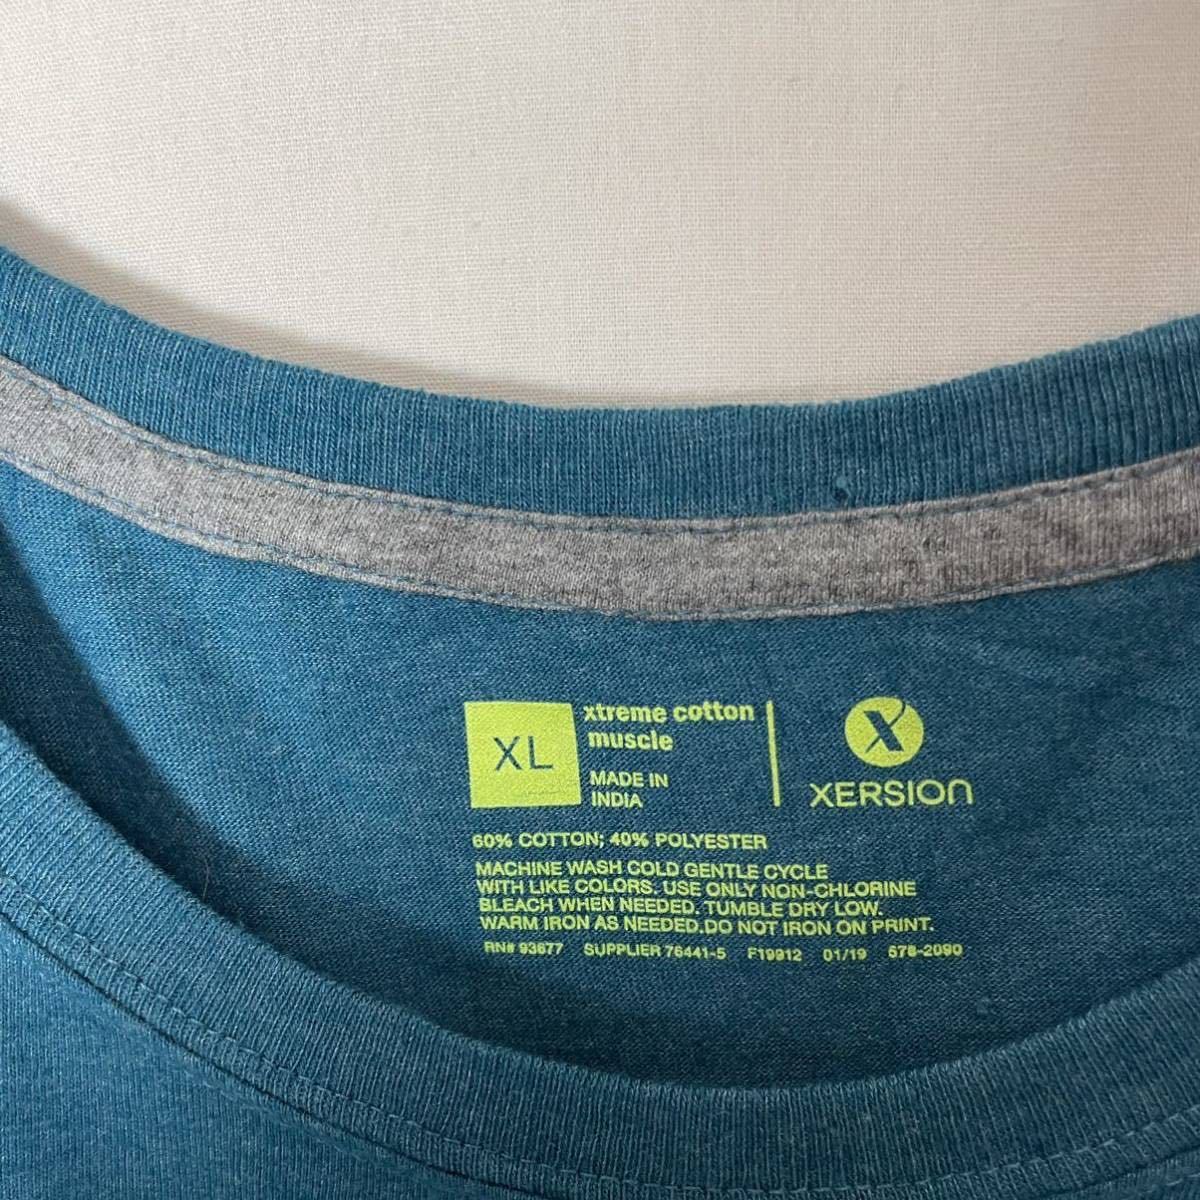 XL
xtreme cotton
muscle
MADE IN
INDIA
X
XERSION
60% COTTON; 40% POLYESTER
MACHINE WASH COLD GENTLE CYCLE
WITH LIKE COLORS. USE ONLY NON-CHLORINE
BLEACH WHEN NEEDED. TUMBLE DRY LOW.
WARM IRON AS NEEDED.DO NOT IRON ON PRINT.
RN# 93677 SUPPLIER 76441-5 F19912 01/19 578-2090